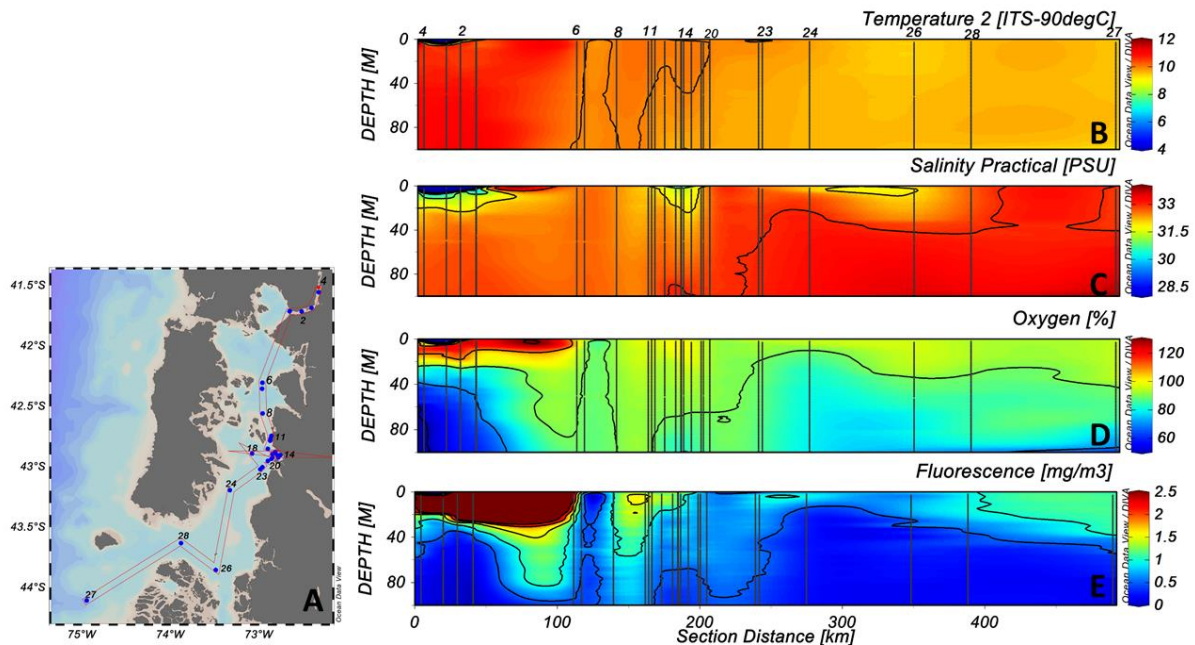 41.5°S
42°S
42.5°S
43°S
43.5°S
44°S
75°W 74°W 73°W
4
2
6
8
11
18
14
20
23
24
28
26
27
A
Ocean Data View
Temperature 2 [ITS-90degC]
4 2 6 8 11 14 20 23 24 26 28 27
DEPTH [M]
0
40
80
B
Ocean Data View / DIVA
12
10
8
6
4
Salinity Practical [PSU]
DEPTH [M]
0
40
80
C
Ocean Data View / DIVA
33
31.5
30
28.5
Oxygen [%]
DEPTH [M]
0
40
80
D
Ocean Data View / DIVA
120
100
80
60
Fluorescence [mg/m3]
DEPTH [M]
0
40
80
E
Ocean Data View / DIVA
2.5
2
1.5
1
0.5
0
0 100 200 300 400
Section Distance [km]